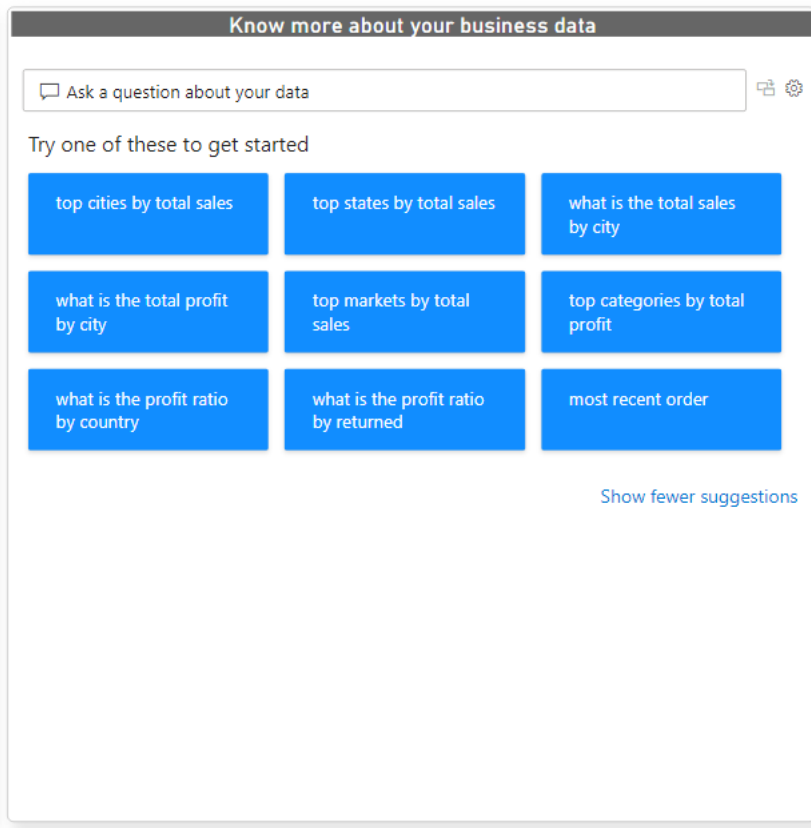 Know more about your business data
Ask a question about your data
Try one of these to get started
top cities by total sales
top states by total sales
what is the total sales
by city
what is the total profit
by city
top markets by total
sales
top categories by total
profit
what is the profit ratio
by country
what is the profit ratio
by returned
most recent order
Show fewer suggestions